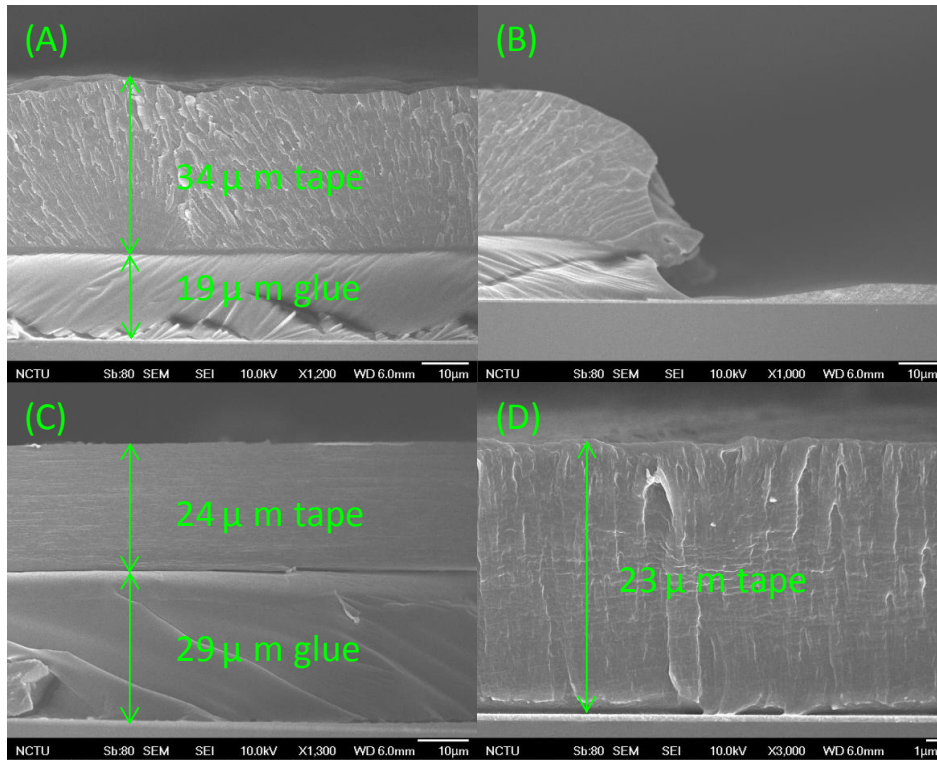 (A)
34 μ m tape
19 μ m glue
NCTU Sb:80 SEM SEI 10.0kV X1,200 WD 6.0mm 10μm
(B)
NCTU Sb:80 SEM SEI 10.0kV X1,000 WD 6.0mm 10μm
(C)
24 μ m tape
29 μ m glue
NCTU Sb:80 SEM SEI 10.0kV X1,300 WD 6.0mm 10μm
(D)
23 μ m tape
NCTU Sb:80 SEM SEI 10.0kV X3,000 WD 6.0mm 1μm